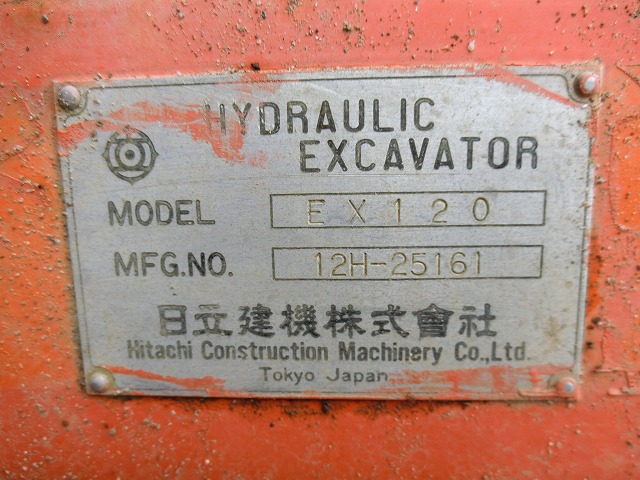 HYDRAULIC
EXCAVATOR
MODEL EX120
MFG.NO. 12H-25161
日立建機株式會社
Hitachi Construction Machinery Co.,Ltd.
Tokyo Japan